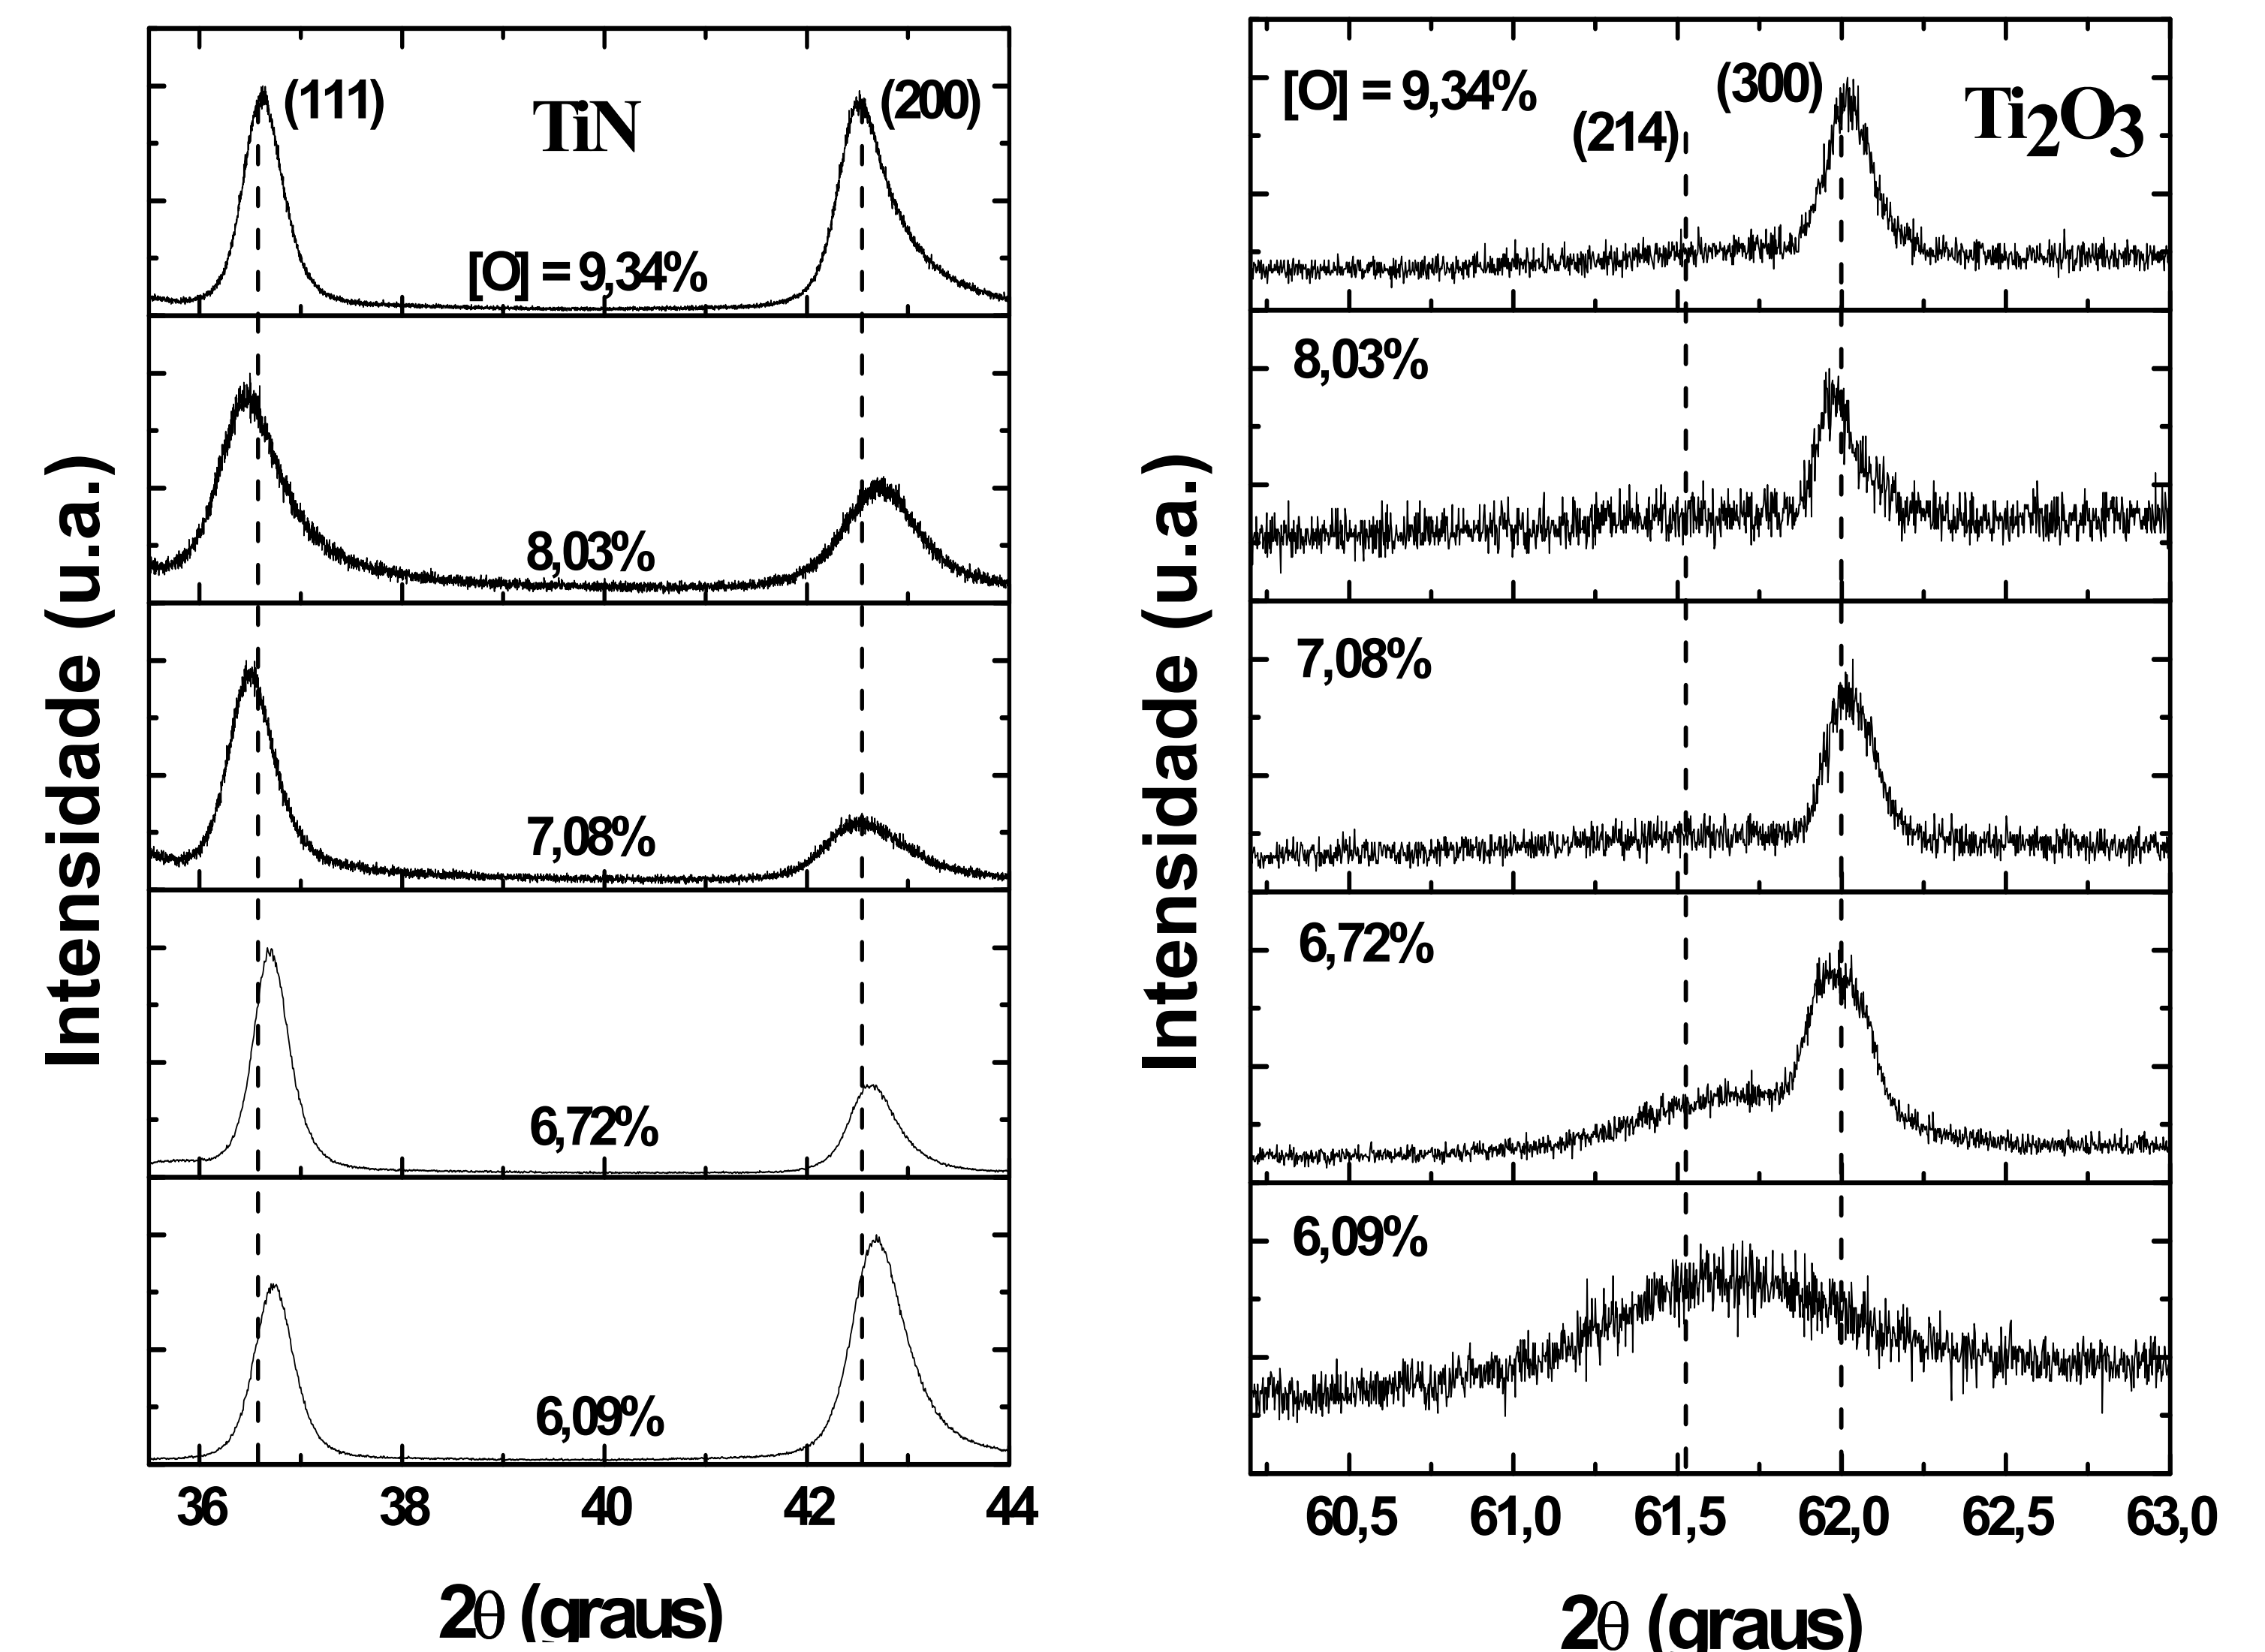 (111)
TiN
(200)
[O] = 9,34%
8,03%
7,08%
6,72%
6,09%
Intensidade (u.a.)
36 38 40 42 44
2θ (graus)
[O] = 9,34%
(214)
(300)
Ti2O3
8,03%
7,08%
6,72%
6,09%
Intensidade (u.a.)
60,5 61,0 61,5 62,0 62,5 63,0
2θ (graus)